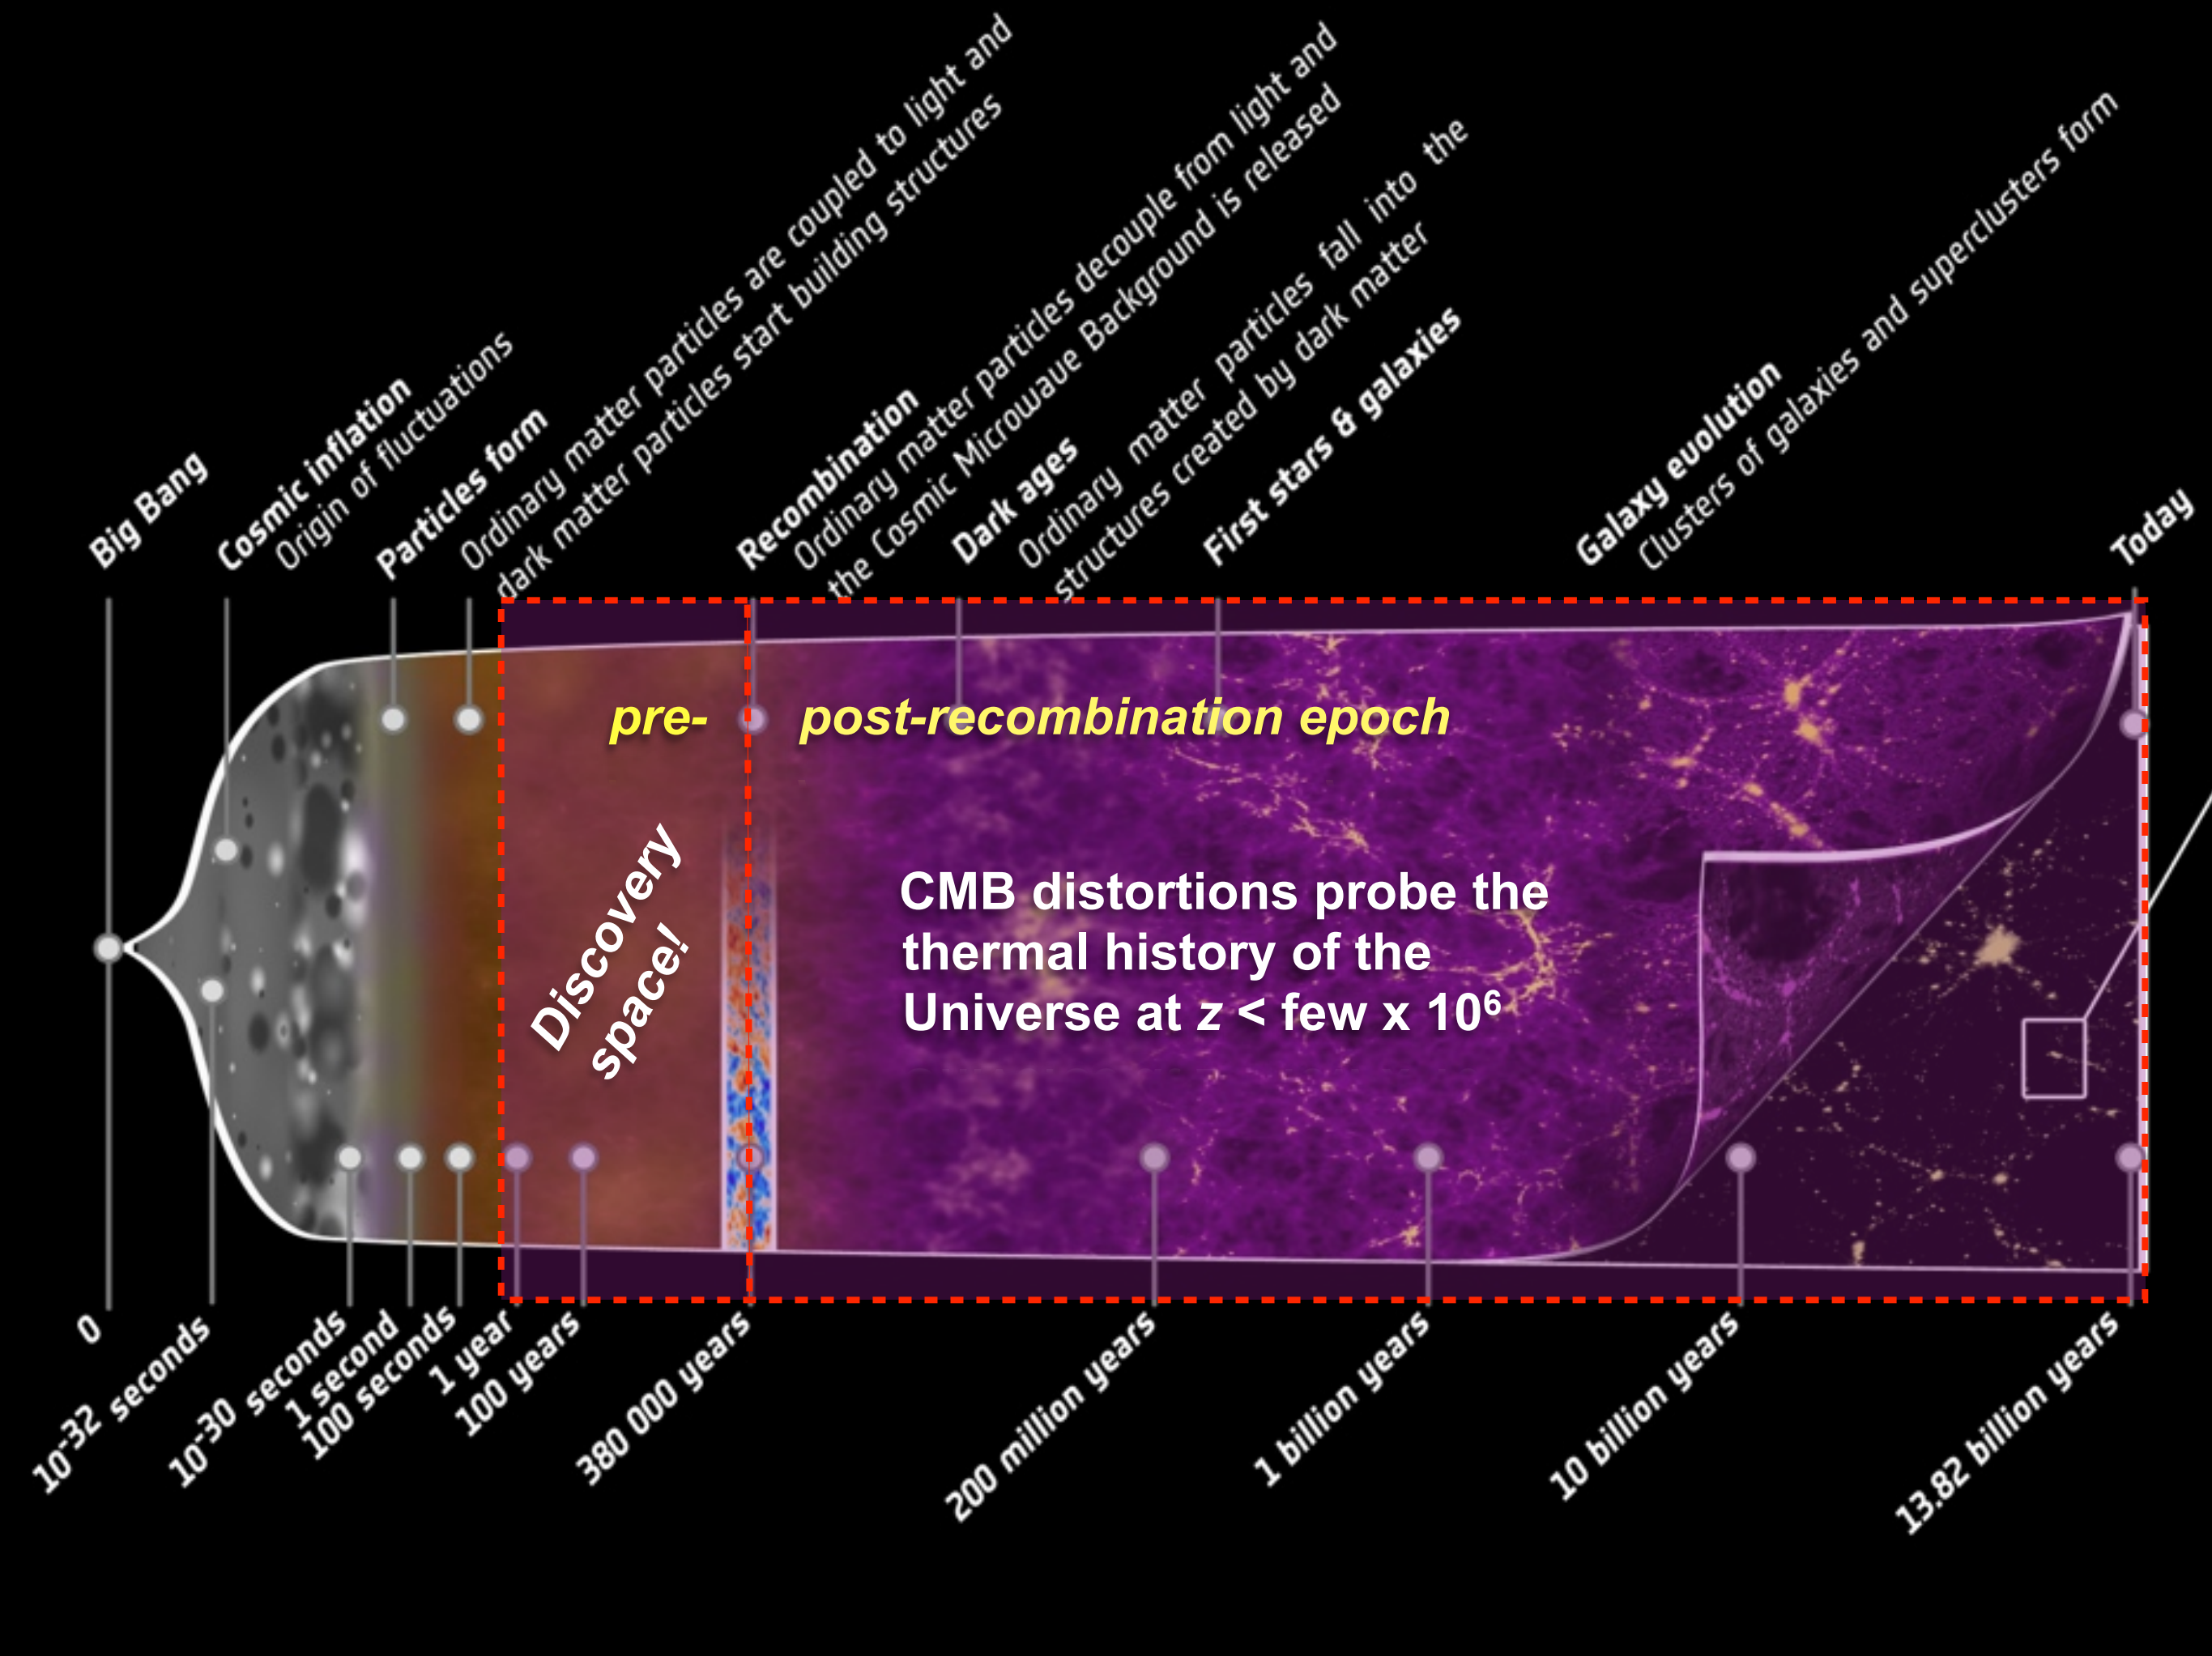 Big Bang
Cosmic inflation
Origin of fluctuations
Particles form
Ordinary matter particles are coupled to light and
dark matter particles start building structures
Recombination
Ordinary matter particles decouple from light and
the Cosmic Microwave Background is released
Dark ages
Ordinary matter particles fall into the
structures created by dark matter
First stars & galaxies
Galaxy evolution
Clusters of galaxies and superclusters form
Today
pre-
post-recombination epoch
Discovery
space!
CMB distortions probe the
thermal history of the
Universe at z < few x 10⁶
0
10⁻³² seconds
10⁻³⁰ seconds
1 second
100 seconds
1 year
100 years
380 000 years
200 million years
1 billion years
10 billion years
13.82 billion years